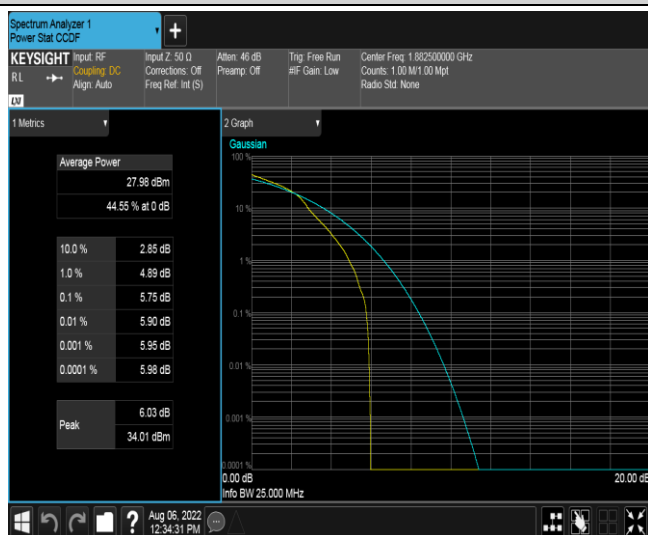 Spectrum Analyzer 1
Power Stat CCDF
KEYSIGHT
RL
LXI
Input: RF
Coupling: DC
Align: Auto
Input Z: 50 Ω
Corrections: Off
Freq Ref: Int (S)
Atten: 46 dB
Preamp: Off
Trig: Free Run
#IF Gain: Low
Center Freq: 1.882500000 GHz
Counts: 1.00 M/1.00 Mpt
Radio Std: None
1 Metrics
Average Power
27.98 dBm
44.55 % at 0 dB
10.0 % 2.85 dB
1.0 % 4.89 dB
0.1 % 5.75 dB
0.01 % 5.90 dB
0.001 % 5.95 dB
0.0001 % 5.98 dB
Peak
6.03 dB
34.01 dBm
2 Graph
Gaussian
100 %
10 %
1 %
0.1 %
0.01 %
0.001 %
0.0001 %
0.00 dB 20.00 dB
Info BW 25.000 MHz
?
Aug 06, 2022
12:34:31 PM